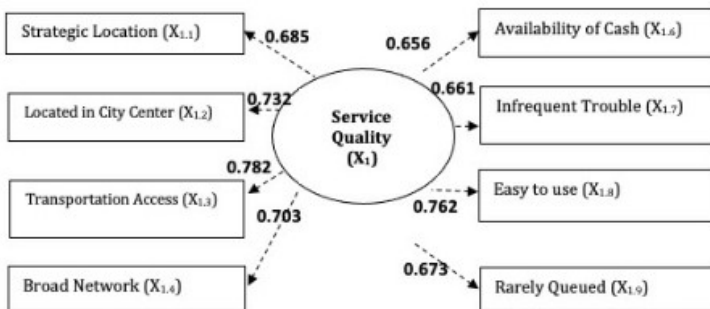 Strategic Location (X₁.₁)
0.685
0.656
Availability of Cash (X₁.₆)
Located in City Center (X₁.₂)
0.732
Service
Quality
(X₁)
0.661
Infrequent Trouble (X₁.₇)
Transportation Access (X₁.₃)
0.782
0.762
Easy to use (X₁.₈)
Broad Network (X₁.₄)
0.703
0.673
Rarely Queued (X₁.₉)